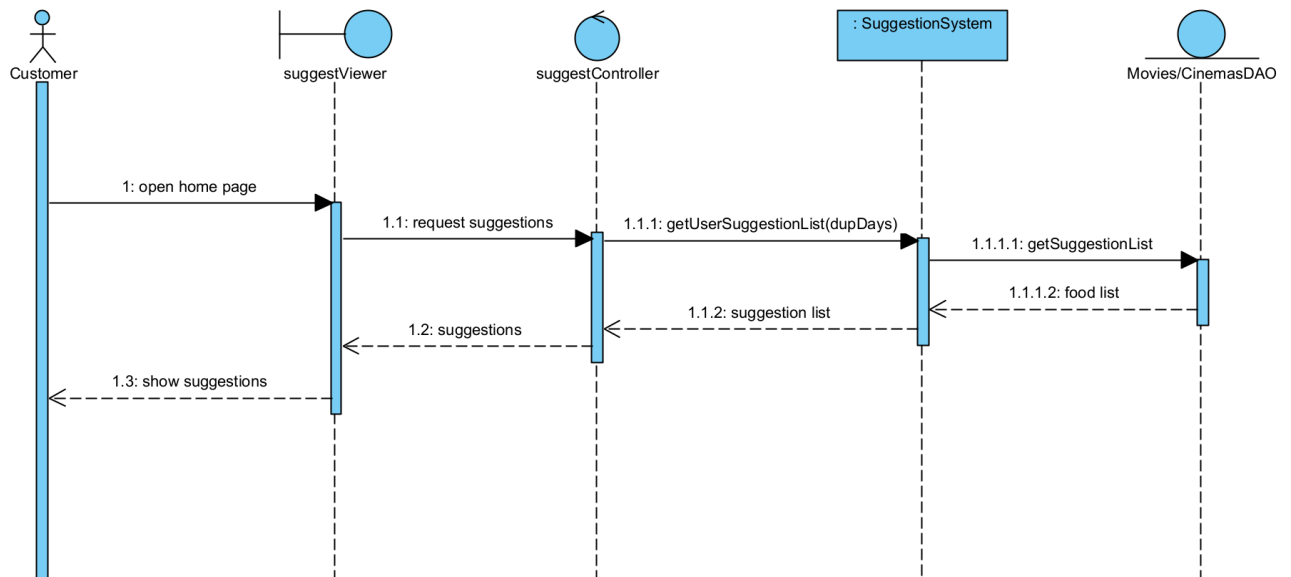 : SuggestionSystem
Customer
suggestViewer
suggestController
Movies/CinemasDAO
1: open home page
1.1: request suggestions
1.1.1: getUserSuggestionList(dupDays)
1.1.1.1: getSuggestionList
1.1.1.2: food list
1.1.2: suggestion list
1.2: suggestions
1.3: show suggestions